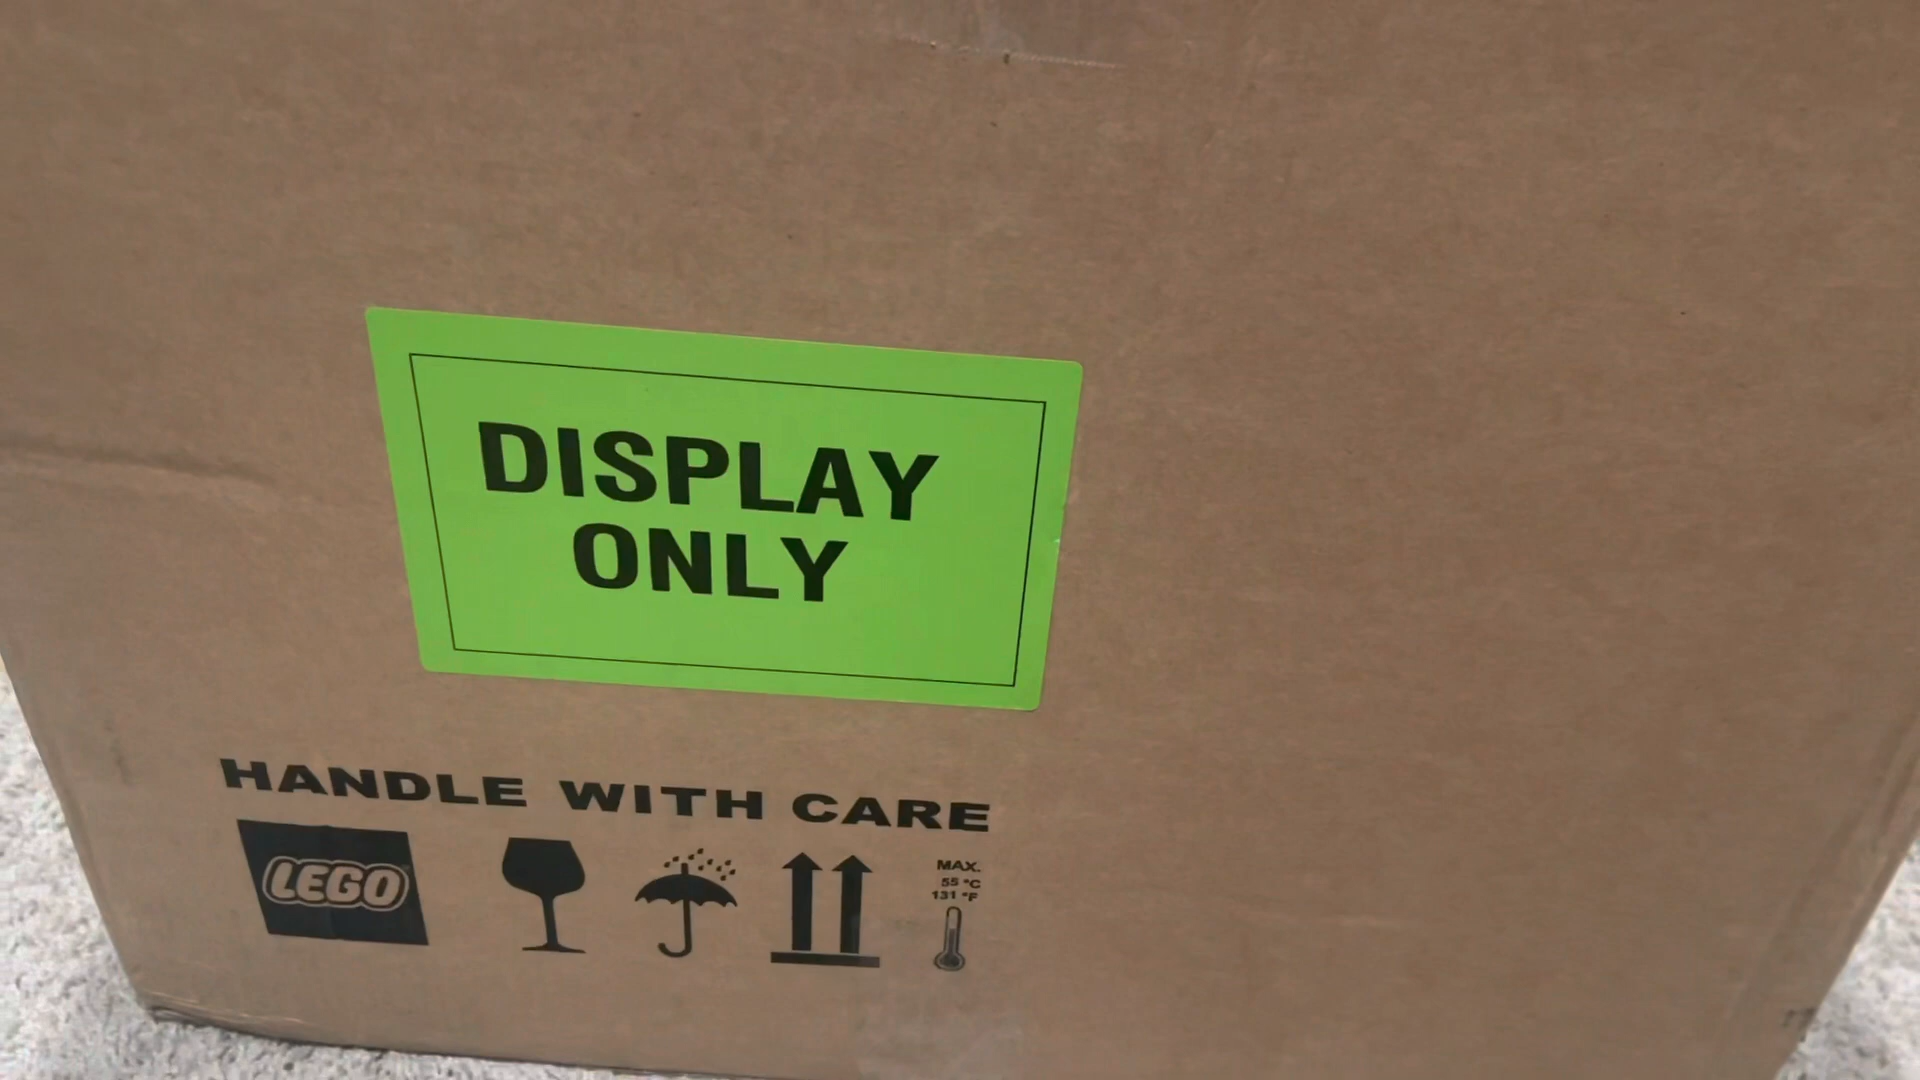 DISPLAY
ONLY
HANDLE WITH CARE
LEGO
MAX.
55 °C
131 °F